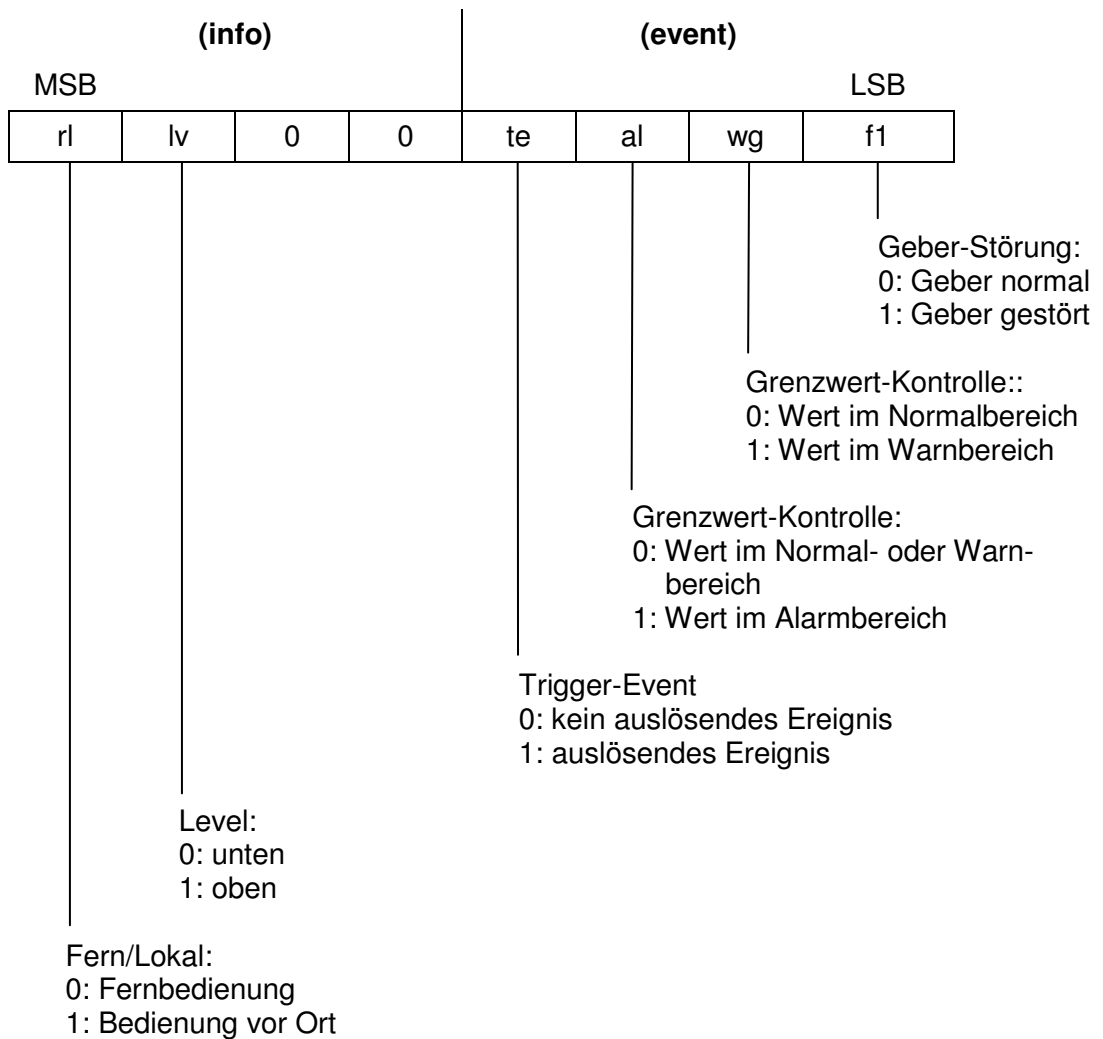 (info) (event)
MSB LSB
rl lv 0 0 te al wg f1
Geber-Störung:
0: Geber normal
1: Geber gestört
Grenzwert-Kontrolle::
0: Wert im Normalbereich
1: Wert im Warnbereich
Grenzwert-Kontrolle:
0: Wert im Normal- oder Warn-
bereich
1: Wert im Alarmbereich
Trigger-Event
0: kein auslösendes Ereignis
1: auslösendes Ereignis
Level:
0: unten
1: oben
Fern/Lokal:
0: Fernbedienung
1: Bedienung vor Ort